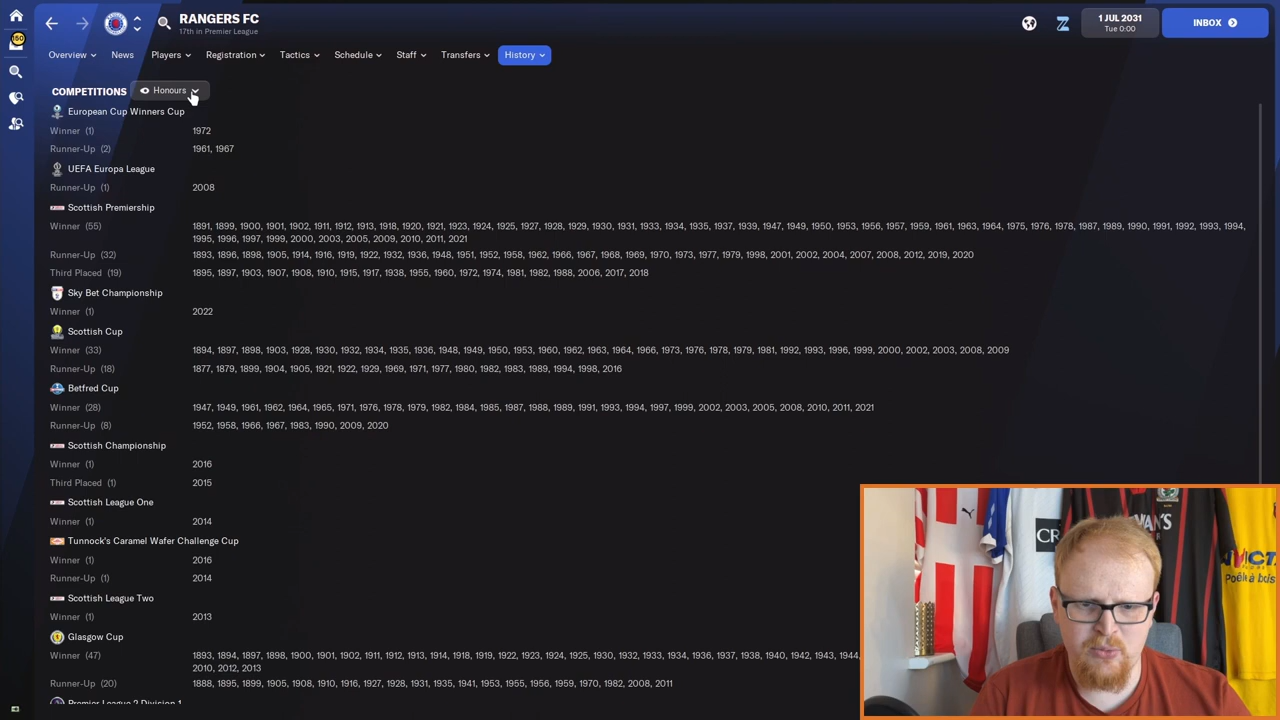 RANGERS FC
17th in Premier League
150
1 JUL 2031
Tue 0:00
INBOX
Overview
News
Players
Registration
Tactics
Schedule
Staff
Transfers
History
COMPETITIONS
Honours
European Cup Winners Cup
Winner (1) 1972
Runner-Up (2) 1961, 1967
UEFA Europa League
Runner-Up (1) 2008
Scottish Premiership
Winner (55) 1891, 1899, 1900, 1901, 1902, 1911, 1912, 1913, 1918, 1920, 1921, 1923, 1924, 1925, 1927, 1928, 1929, 1930, 1931, 1933, 1934, 1935, 1937, 1939, 1947, 1949, 1950, 1953, 1956, 1957, 1959, 1961, 1963, 1964, 1975, 1976, 1978, 1987, 1989, 1990, 1991, 1992, 1993, 1994,
1995, 1996, 1997, 1999, 2000, 2003, 2005, 2009, 2010, 2011, 2021
Runner-Up (32) 1893, 1896, 1898, 1905, 1914, 1916, 1919, 1922, 1932, 1936, 1948, 1951, 1952, 1958, 1962, 1966, 1967, 1968, 1969, 1970, 1973, 1977, 1979, 1998, 2001, 2002, 2004, 2007, 2008, 2012, 2019, 2020
Third Placed (19) 1895, 1897, 1903, 1907, 1908, 1910, 1915, 1917, 1938, 1955, 1960, 1972, 1974, 1981, 1982, 1988, 2006, 2017, 2018
Sky Bet Championship
Winner (1) 2022
Scottish Cup
Winner (33) 1894, 1897, 1898, 1903, 1928, 1930, 1932, 1934, 1935, 1936, 1948, 1949, 1950, 1953, 1960, 1962, 1963, 1964, 1966, 1973, 1976, 1978, 1979, 1981, 1992, 1993, 1996, 1999, 2000, 2002, 2003, 2008, 2009
Runner-Up (18) 1877, 1879, 1899, 1904, 1905, 1921, 1922, 1929, 1969, 1971, 1977, 1980, 1982, 1983, 1989, 1994, 1998, 2016
Betfred Cup
Winner (28) 1947, 1949, 1961, 1962, 1964, 1965, 1971, 1976, 1978, 1979, 1982, 1984, 1985, 1987, 1988, 1989, 1991, 1993, 1994, 1997, 1999, 2002, 2003, 2005, 2008, 2010, 2011, 2021
Runner-Up (8) 1952, 1958, 1966, 1967, 1983, 1990, 2009, 2020
Scottish Championship
Winner (1) 2016
Third Placed (1) 2015
Scottish League One
Winner (1) 2014
Tunnock's Caramel Wafer Challenge Cup
Winner (1) 2016
Runner-Up (1) 2014
Scottish League Two
Winner (1) 2013
Glasgow Cup
Winner (47) 1893, 1894, 1897, 1898, 1900, 1901, 1902, 1911, 1912, 1913, 1914, 1918, 1919, 1922, 1923, 1924, 1925, 1930, 1932, 1933, 1934, 1936, 1937, 1938, 1940, 1942, 1943, 1944,
2010, 2012, 2013
Runner-Up (20) 1888, 1895, 1899, 1905, 1908, 1910, 1916, 1927, 1928, 1931, 1935, 1941, 1953, 1955, 1956, 1959, 1970, 1982, 2008, 2011
Premier League 2 Division 1
CR